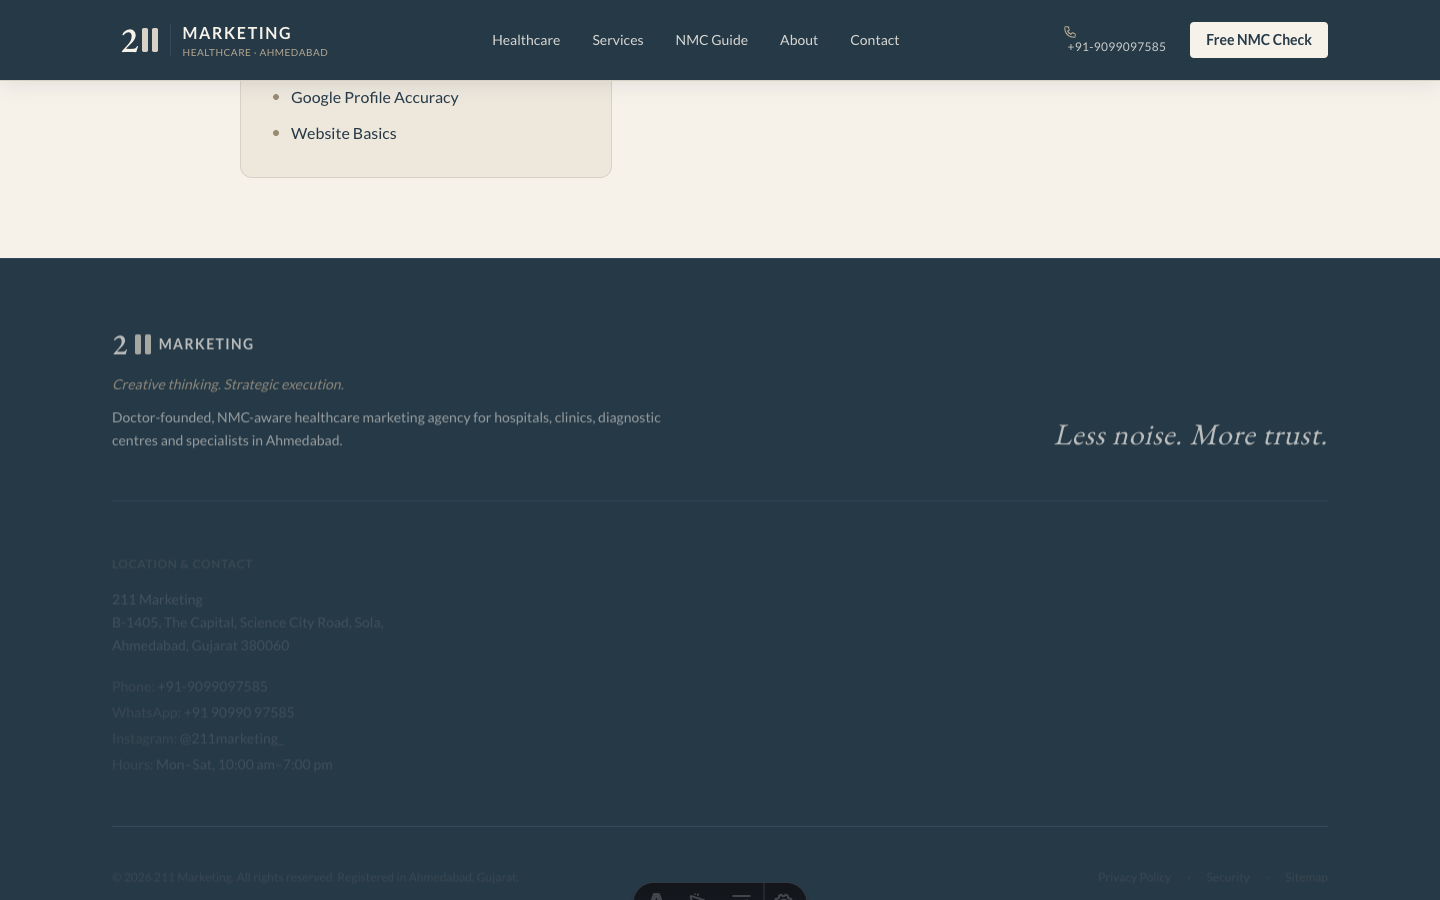 211 MARKETING
HEALTHCARE · AHMEDABAD
Healthcare
Services
NMC Guide
About
Contact
+91-9099097585
Free NMC Check
Google Profile Accuracy
Website Basics
211 MARKETING
Creative thinking. Strategic execution.
Doctor-founded, NMC-aware healthcare marketing agency for hospitals, clinics, diagnostic
centres and specialists in Ahmedabad.
Less noise. More trust.
LOCATION & CONTACT
211 Marketing
B-1405, The Capital, Science City Road, Sola,
Ahmedabad, Gujarat 380060
Phone: +91-9099097585
WhatsApp: +91 90990 97585
Instagram: @211marketing_
Hours: Mon–Sat, 10:00 am–7:00 pm
© 2026 211 Marketing. All rights reserved. Registered in Ahmedabad, Gujarat.
Privacy Policy · Security · Sitemap